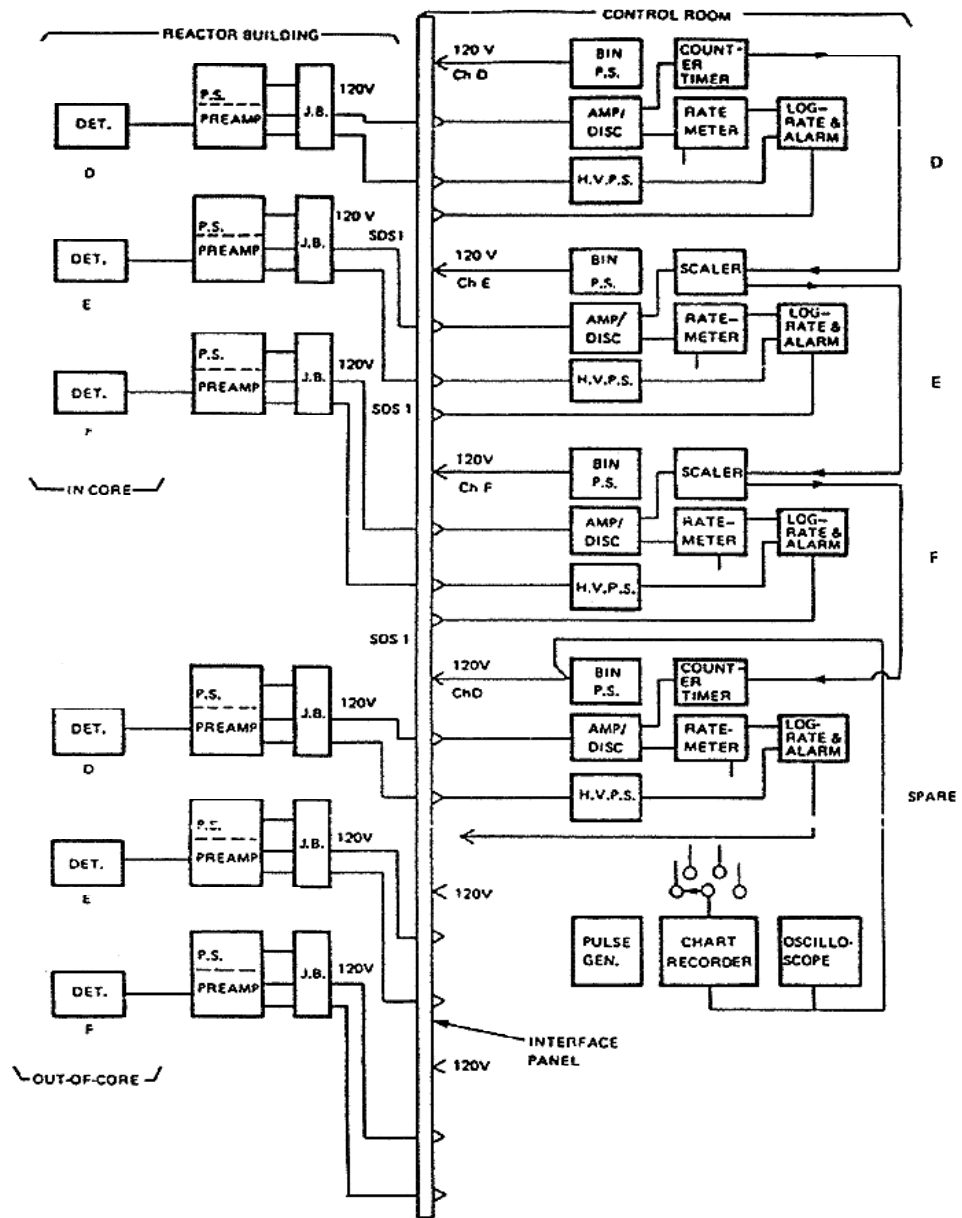 REACTOR BUILDING
CONTROL ROOM
DET.
D
P.S.
PREAMP
J.B.
120V
120 V
Ch D
BIN
P.S.
COUNT-
ER
TIMER
AMP/
DISC
RATE
METER
LOG-
RATE &
ALARM
H.V.P.S.
D
DET.
E
P.S.
PREAMP
J.B.
120 V
SDS1
120 V
Ch E
BIN
P.S.
SCALER
AMP/
DISC
RATE-
METER
LOG-
RATE &
ALARM
H.V.P.S.
E
DET.
P.S.
PREAMP
J.B.
120V
SDS 1
IN CORE
120V
Ch F
BIN
P.S.
SCALER
AMP/
DISC
RATE-
METER
LOG-
RATE &
ALARM
H.V.P.S.
F
SDS 1
DET.
D
P.S.
PREAMP
J.B.
120V
120V
ChD
BIN
P.S.
COUNT-
ER
TIMER
AMP/
DISC
RATE-
METER
LOG-
RATE &
ALARM
H.V.P.S.
SPARE
DET.
E
P.S.
PREAMP
J.B.
120V
120V
DET.
F
P.S.
PREAMP
J.B.
120V
PULSE
GEN.
CHART
RECORDER
OSCILLO-
SCOPE
INTERFACE
PANEL
120V
OUT-OF-CORE